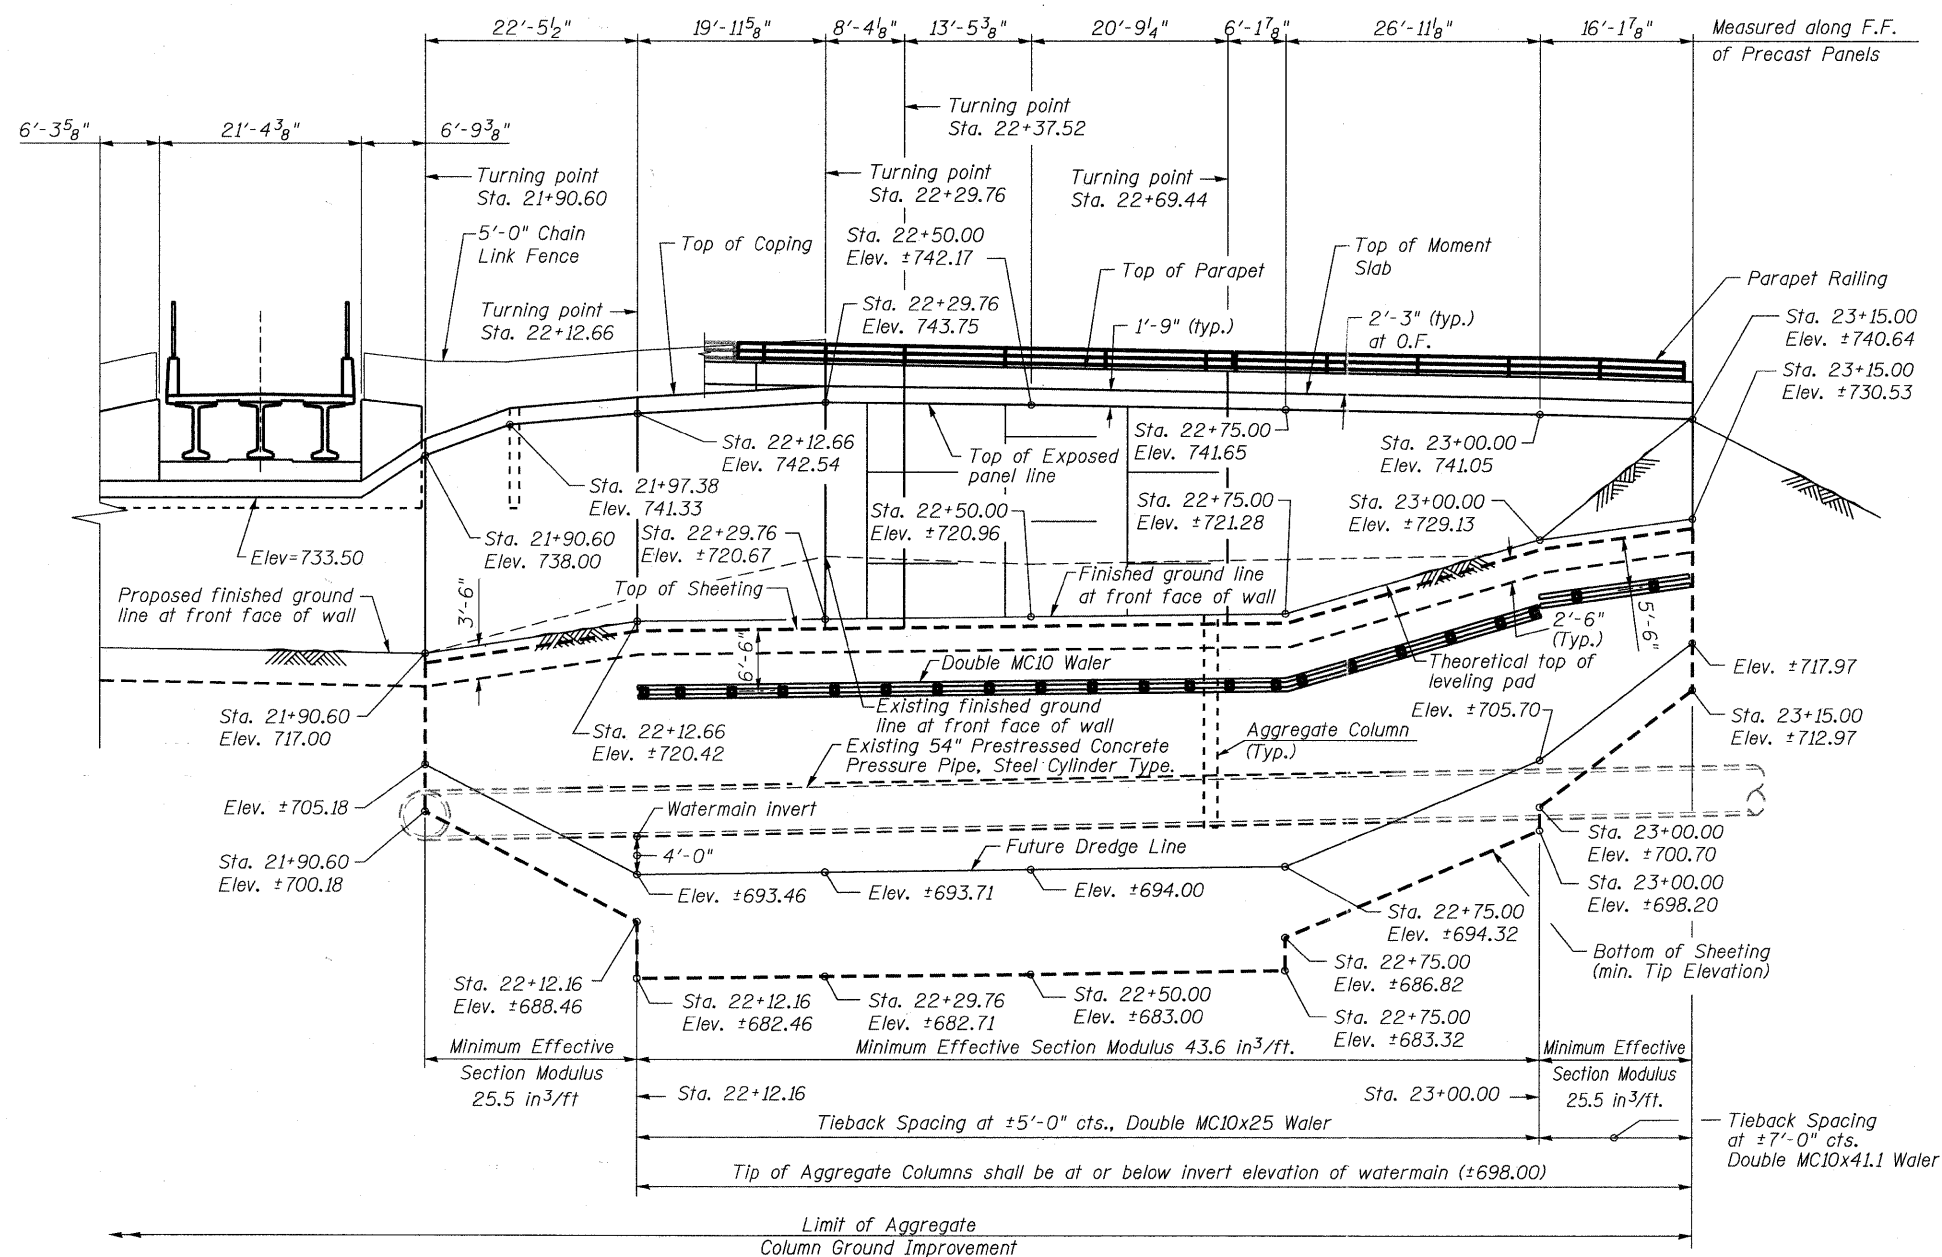 22'-5½"
19'-11⅝"
8'-4⅛"
13'-5⅜"
20'-9¼"
6'-1⅞"
26'-11⅛"
16'-1⅞"
Measured along F.F.
of Precast Panels
6'-3⅝"
21'-4⅜"
6'-9⅜"
Turning point
Sta. 22+37.52
Turning point
Sta. 21+90.60
Turning point
Sta. 22+29.76
Turning point
Sta. 22+69.44
5'-0" Chain
Link Fence
Top of Coping
Sta. 22+50.00
Elev. ±742.17
Top of Moment
Slab
Top of Parapet
Parapet Railing
Turning point
Sta. 22+12.66
Sta. 22+29.76
Elev. 743.75
1'-9" (typ.)
2'-3" (typ.)
at O.F.
Sta. 23+15.00
Elev. ±740.64
Sta. 23+15.00
Elev. ±730.53
Sta. 22+12.66
Elev. 742.54
Top of Exposed
panel line
Sta. 22+75.00
Elev. 741.65
Sta. 23+00.00
Elev. 741.05
Sta. 21+97.38
Elev. 741.33
Sta. 22+50.00
Elev. ±720.96
Sta. 22+75.00
Elev. ±721.28
Sta. 23+00.00
Elev. ±729.13
Sta. 21+90.60
Elev. 738.00
Sta. 22+29.76
Elev. ±720.67
Elev=733.50
Proposed finished ground
line at front face of wall
3'-6"
Top of Sheeting
Finished ground line
at front face of wall
6'-6"
Double MC10 Waler
2'-6"
(Typ.)
5'-6"
Theoretical top of
leveling pad
Elev. ±717.97
Sta. 21+90.60
Elev. 717.00
Sta. 22+12.66
Elev. ±720.42
Existing finished ground
line at front face of wall
Existing 54" Prestressed Concrete
Pressure Pipe, Steel Cylinder Type.
Aggregate Column
(Typ.)
Elev. ±705.70
Sta. 23+15.00
Elev. ±712.97
Elev. ±705.18
Watermain invert
4'-0"
Future Dredge Line
Sta. 23+00.00
Elev. ±700.70
Sta. 21+90.60
Elev. ±700.18
Elev. ±693.46
Elev. ±693.71
Elev. ±694.00
Sta. 23+00.00
Elev. ±698.20
Sta. 22+75.00
Elev. ±694.32
Bottom of Sheeting
(min. Tip Elevation)
Sta. 22+12.16
Elev. ±688.46
Sta. 22+12.16
Elev. ±682.46
Sta. 22+29.76
Elev. ±682.71
Sta. 22+50.00
Elev. ±683.00
Sta. 22+75.00
Elev. ±686.82
Sta. 22+75.00
Elev. ±683.32
Minimum Effective
Section Modulus
25.5 in³/ft
Minimum Effective Section Modulus 43.6 in³/ft.
Minimum Effective
Section Modulus
25.5 in³/ft.
Sta. 22+12.16
Sta. 23+00.00
Tieback Spacing at ±5'-0" cts., Double MC10x25 Waler
Tieback Spacing
at ±7'-0" cts.
Double MC10x41.1 Waler
Tip of Aggregate Columns shall be at or below invert elevation of watermain (±698.00)
Limit of Aggregate
Column Ground Improvement